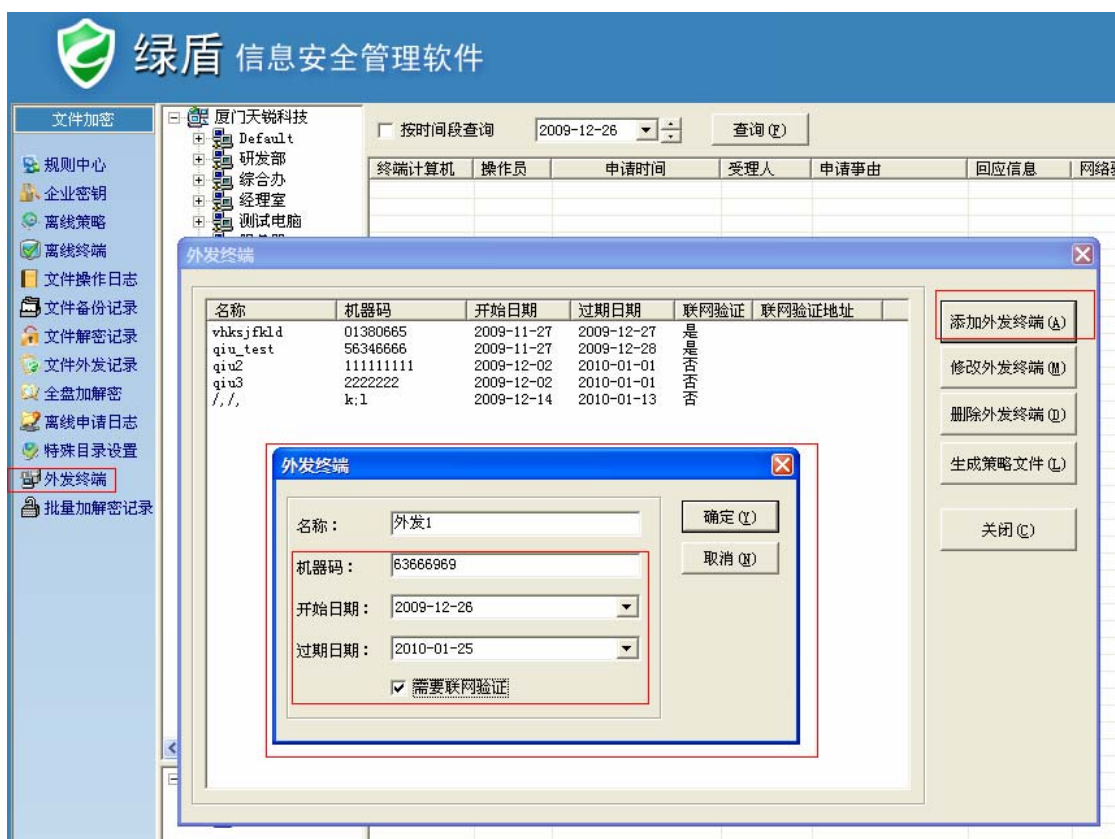 绿盾 信息安全管理软件
文件加密
规则中心
企业密钥
离线策略
离线终端
文件操作日志
文件备份记录
文件解密记录
文件外发记录
全盘加解密
离线申请日志
特殊目录设置
外发终端
批量加解密记录
厦门天锐科技
Default
研发部
综合办
经理室
测试电脑
按时间段查询 2009-12-26 查询(F)
终端计算机 操作员 申请时间 受理人 申请事由 回应信息
外发终端
名称 机器码 开始日期 过期日期 联网验证 联网验证地址
vhksjfkld 01380665 2009-11-27 2009-12-27 是
qiu_test 56346666 2009-11-27 2009-12-28 是
qiu2 111111111 2009-12-02 2010-01-01 否
qiu3 2222222 2009-12-02 2010-01-01 否
/,/, k;l 2009-12-14 2010-01-13 否
添加外发终端(A)
修改外发终端(M)
删除外发终端(D)
生成策略文件(L)
关闭(C)
外发终端
名称： 外发1
机器码： 63666969
开始日期： 2009-12-26
过期日期： 2010-01-25
需要联网验证
确定(Y)
取消(N)